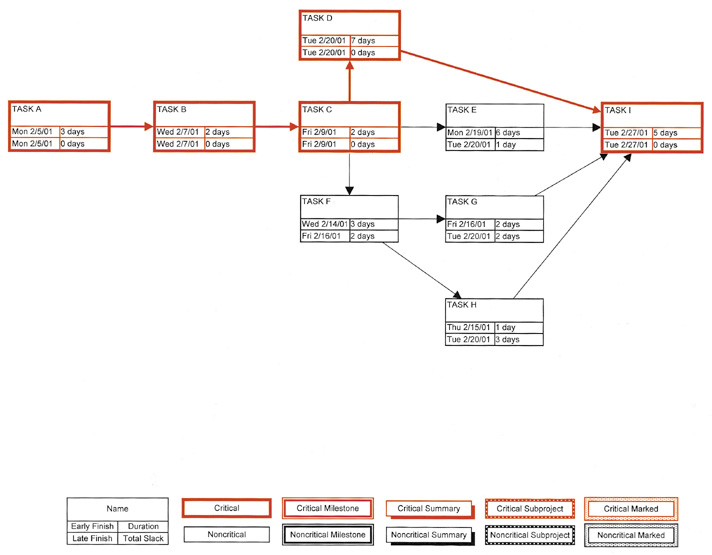 TASK D
Tue 2/20/01 7 days
Tue 2/20/01 0 days
TASK A
Mon 2/5/01 3 days
Mon 2/5/01 0 days
TASK B
Wed 2/7/01 2 days
Wed 2/7/01 0 days
TASK C
Fri 2/9/01 2 days
Fri 2/9/01 0 days
TASK E
Mon 2/19/01 6 days
Tue 2/20/01 1 day
TASK I
Tue 2/27/01 5 days
Tue 2/27/01 0 days
TASK F
Wed 2/14/01 3 days
Fri 2/16/01 2 days
TASK G
Fri 2/16/01 2 days
Tue 2/20/01 2 days
TASK H
Thu 2/15/01 1 day
Tue 2/20/01 3 days
Name
Early Finish Duration
Late Finish Total Slack
Critical
Noncritical
Critical Milestone
Noncritical Milestone
Critical Summary
Noncritical Summary
Critical Subproject
Noncritical Subproject
Critical Marked
Noncritical Marked